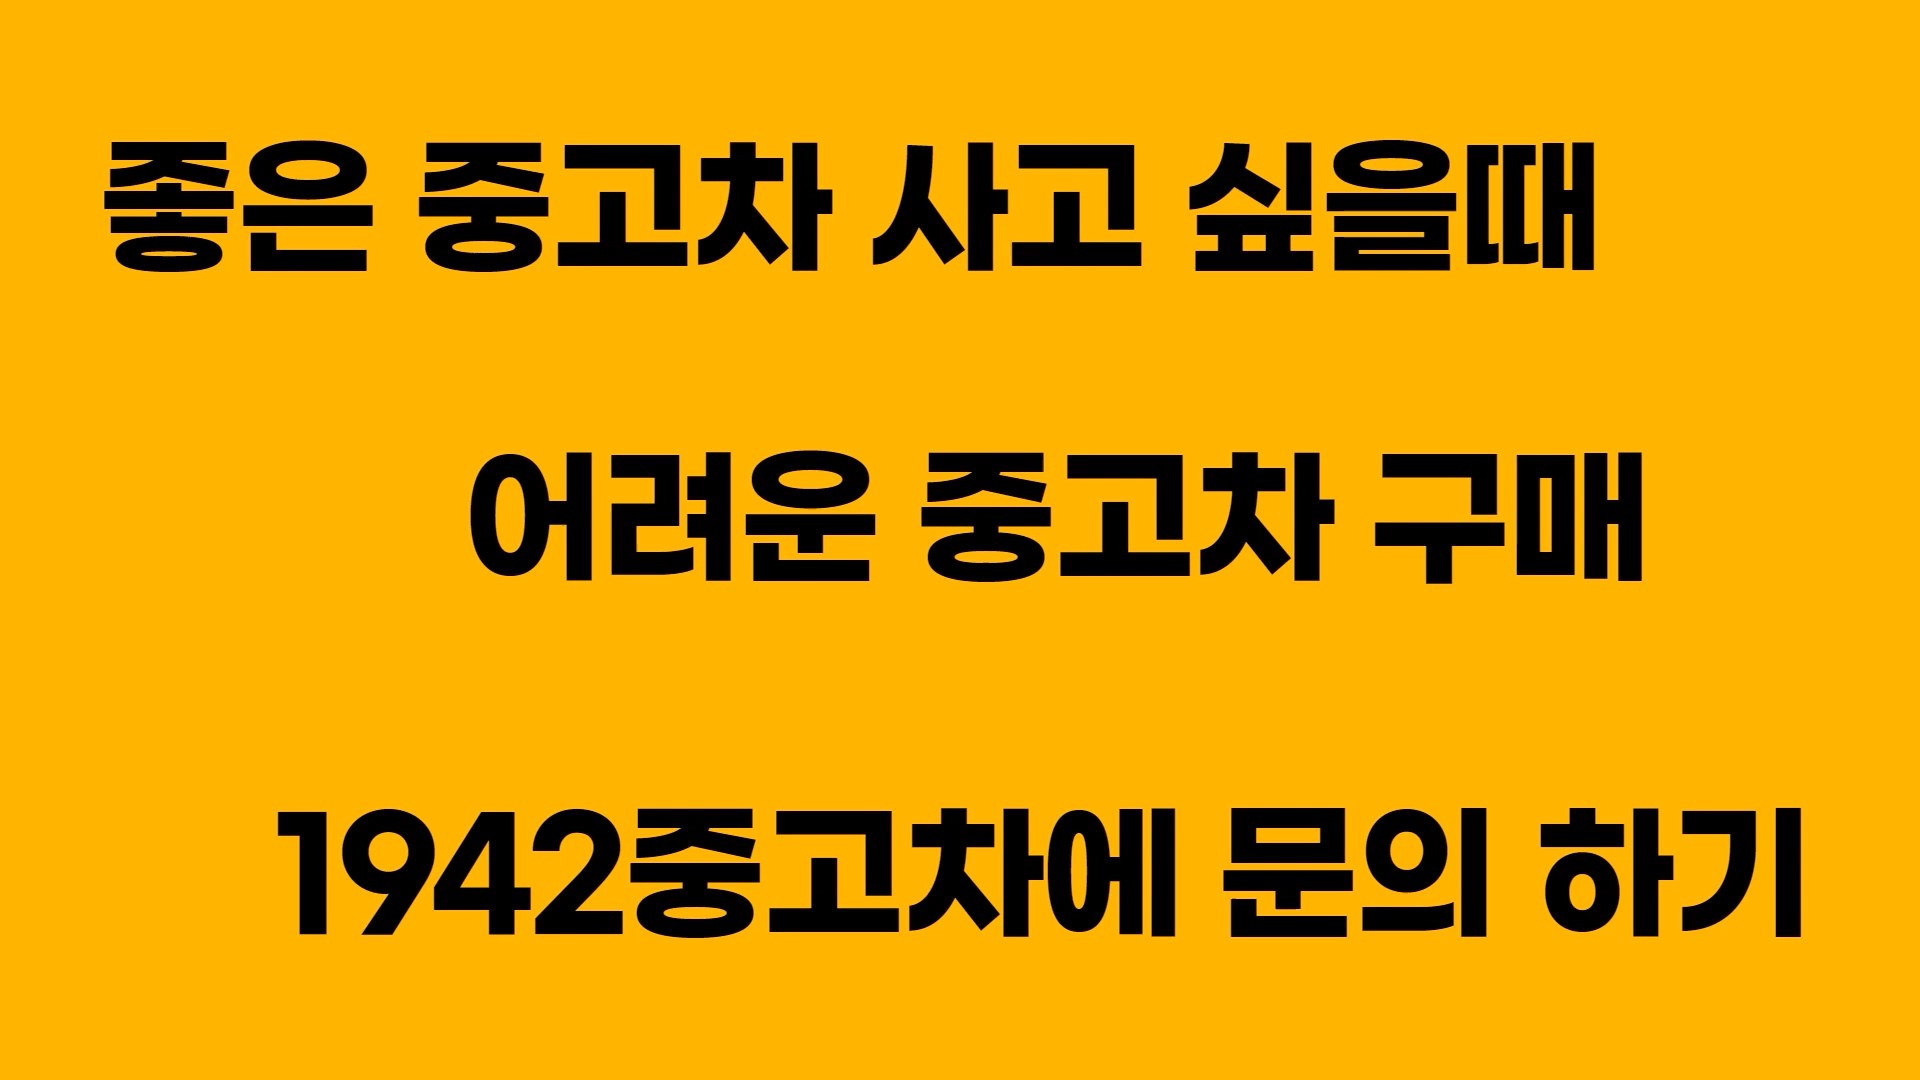 좋은 중고차 사고 싶을때
어려운 중고차 구매
1942중고차에 문의 하기